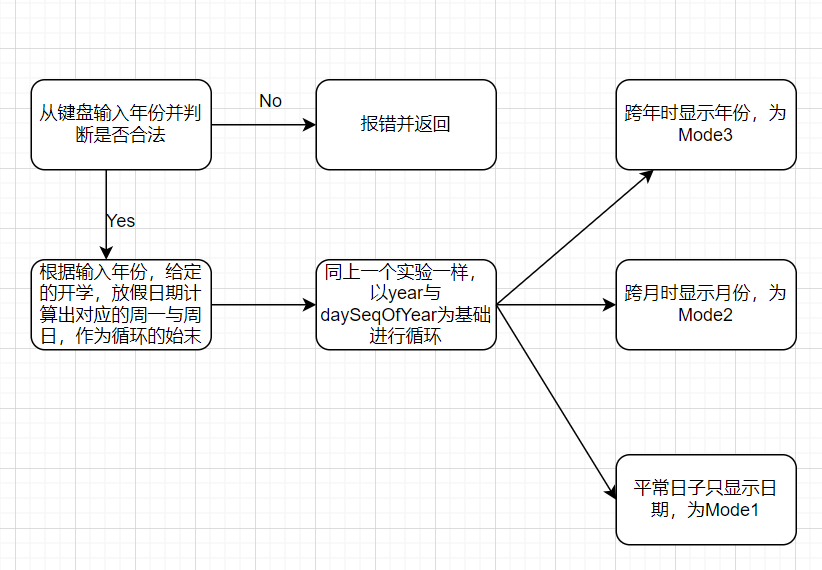 从键盘输入年份并判
断是否合法
No
报错并返回
跨年时显示年份，为
Mode3
Yes
根据输入年份，给定
的开学，放假日期计
算出对应的周一与周
日，作为循环的始末
同上一个实验一样，
以year与
daySeqOfYear为基础
进行循环
跨月时显示月份，为
Mode2
平常日子只显示日
期，为Mode1